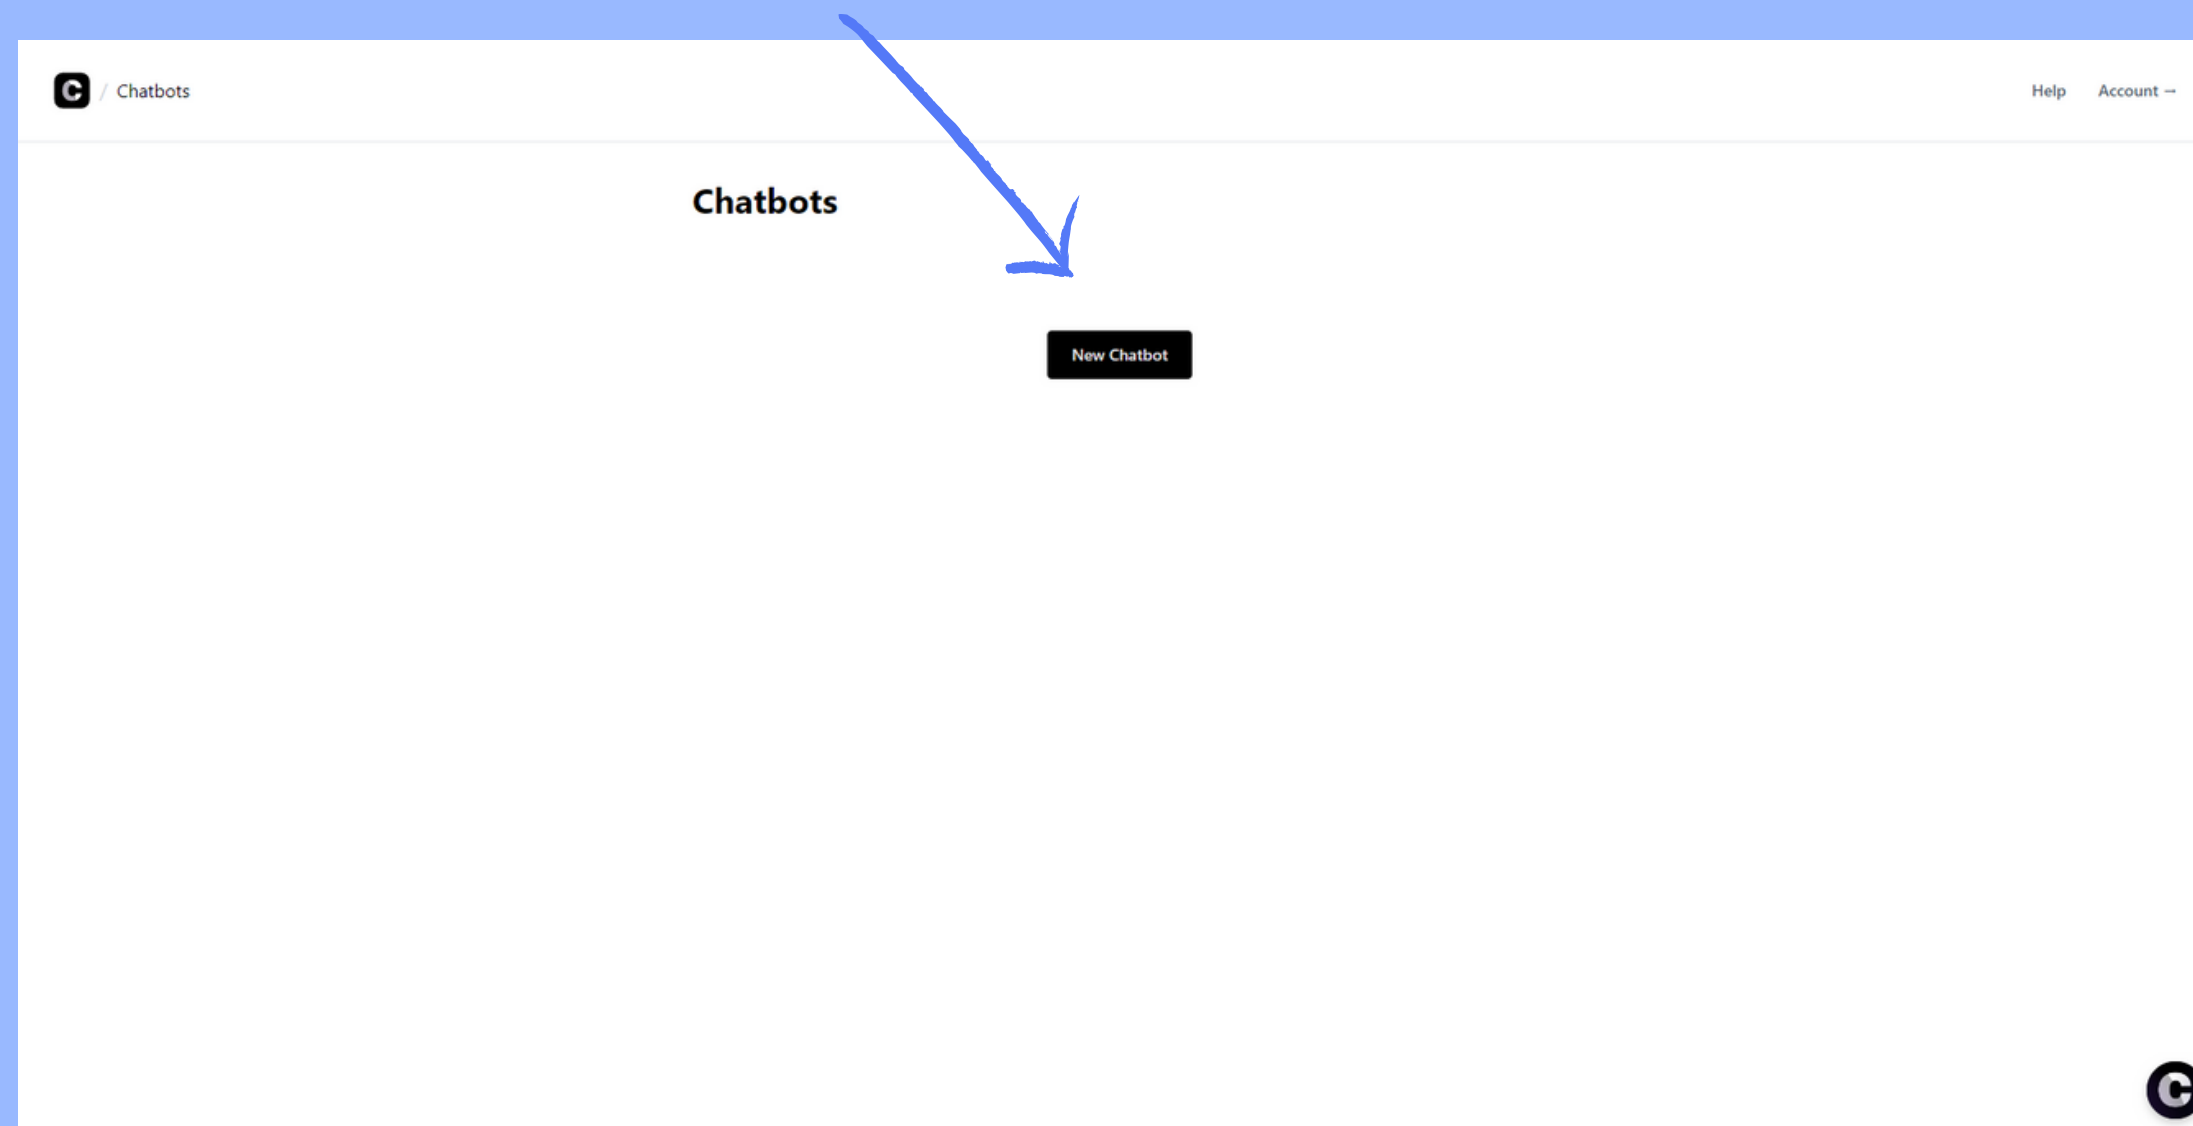 C / Chatbots
Help
Account →
Chatbots
New Chatbot
C